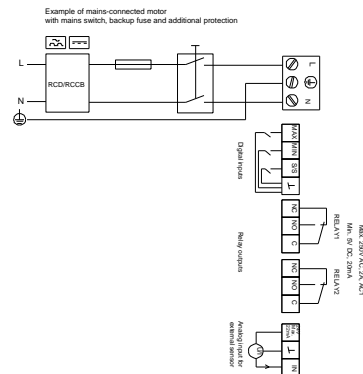 Example of mains-connected motor
with mains switch, backup fuse and additional protection
L
RCD/RCCB
N
L
N
MAX
MIN
S/S
Digital inputs
NC
NO
C
RELAY1
Relay outputs
NC
NO
C
RELAY2
Max. 250V AC, 2A, AC1
Min. 5V DC, 20mA
Analog input for
external sensor
U/I
IN